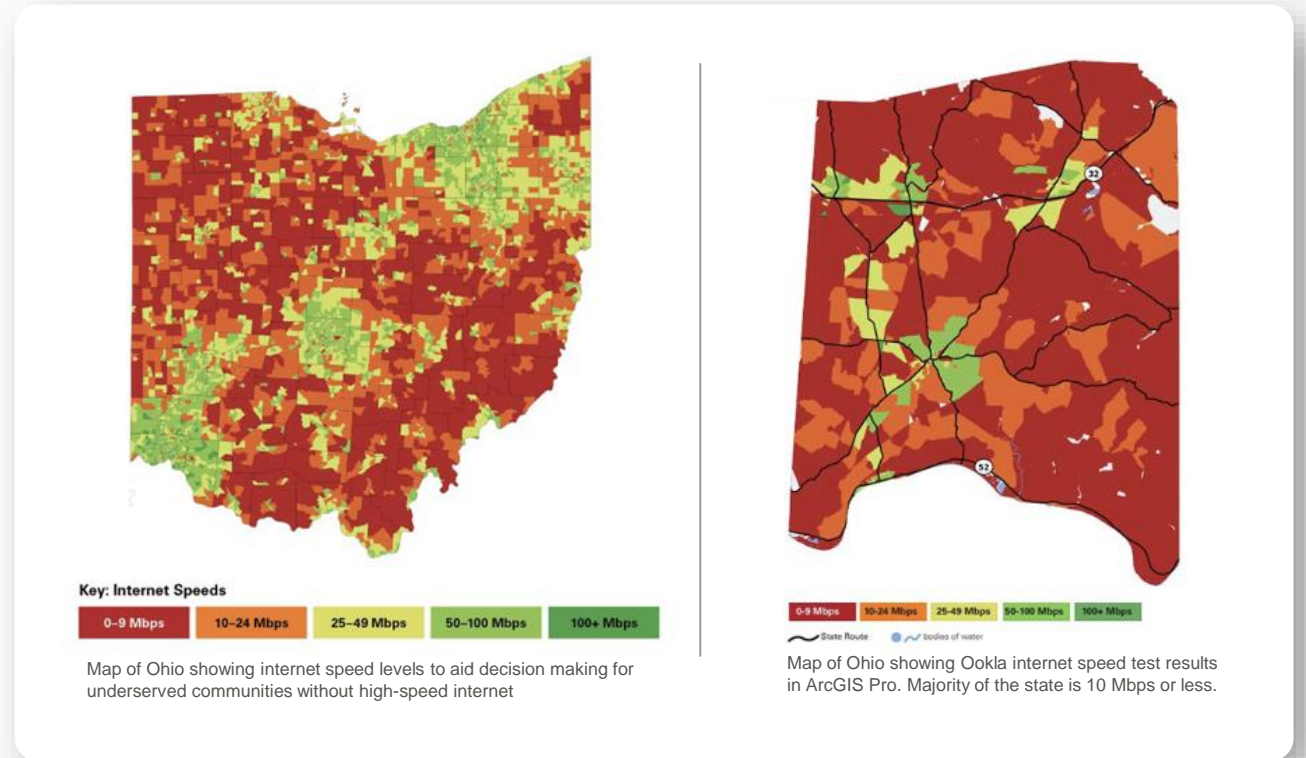 Key: Internet Speeds
0–9 Mbps
10–24 Mbps
25–49 Mbps
50–100 Mbps
100+ Mbps
Map of Ohio showing internet speed levels to aid decision making for
underserved communities without high-speed internet
32
52
0-9 Mbps
10-24 Mbps
25-49 Mbps
50-100 Mbps
100+ Mbps
State Route
bodies of water
Map of Ohio showing Ookla internet speed test results
in ArcGIS Pro. Majority of the state is 10 Mbps or less.